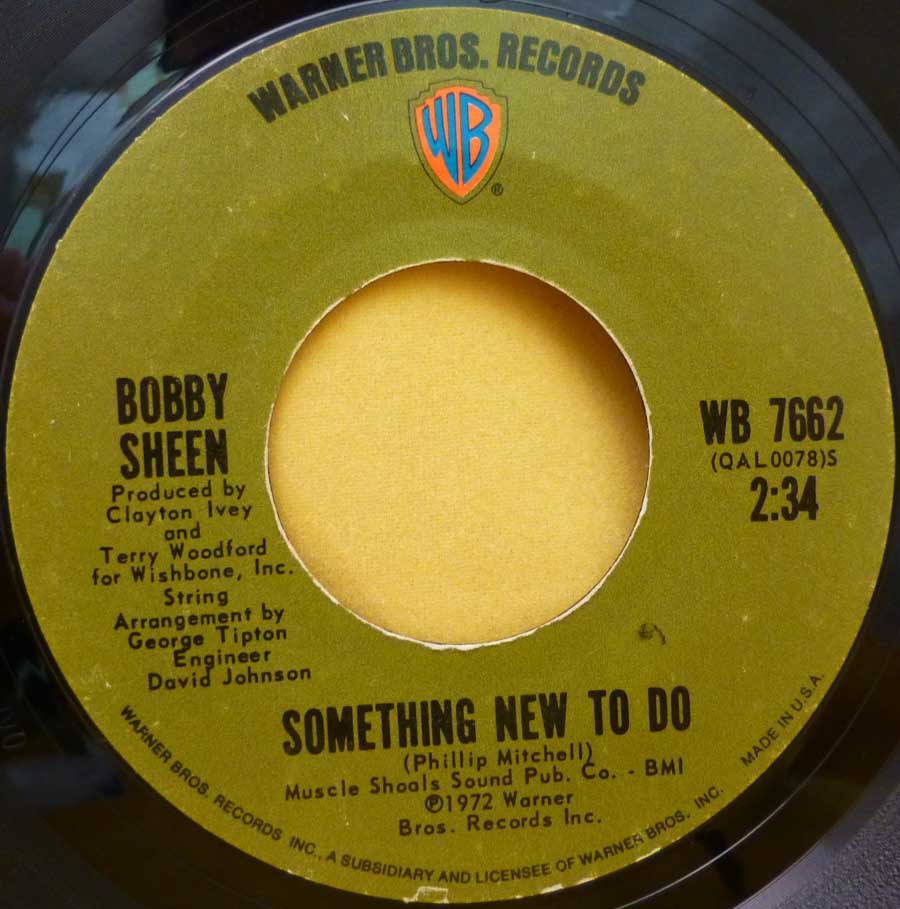 WARNER BROS. RECORDS
WB
®
BOBBY
SHEEN
Produced by
Clayton Ivey
and
Terry Woodford
for Wishbone, Inc.
String
Arrangement by
George Tipton
Engineer
David Johnson
WB 7662
(QAL0078)S
2:34
SOMETHING NEW TO DO
(Phillip Mitchell)
Muscle Shoals Sound Pub. Co. - BMI
℗1972 Warner
Bros. Records Inc.
WARNER BROS. RECORDS INC., A SUBSIDIARY AND LICENSEE OF WARNER BROS. INC.
MADE IN U.S.A.